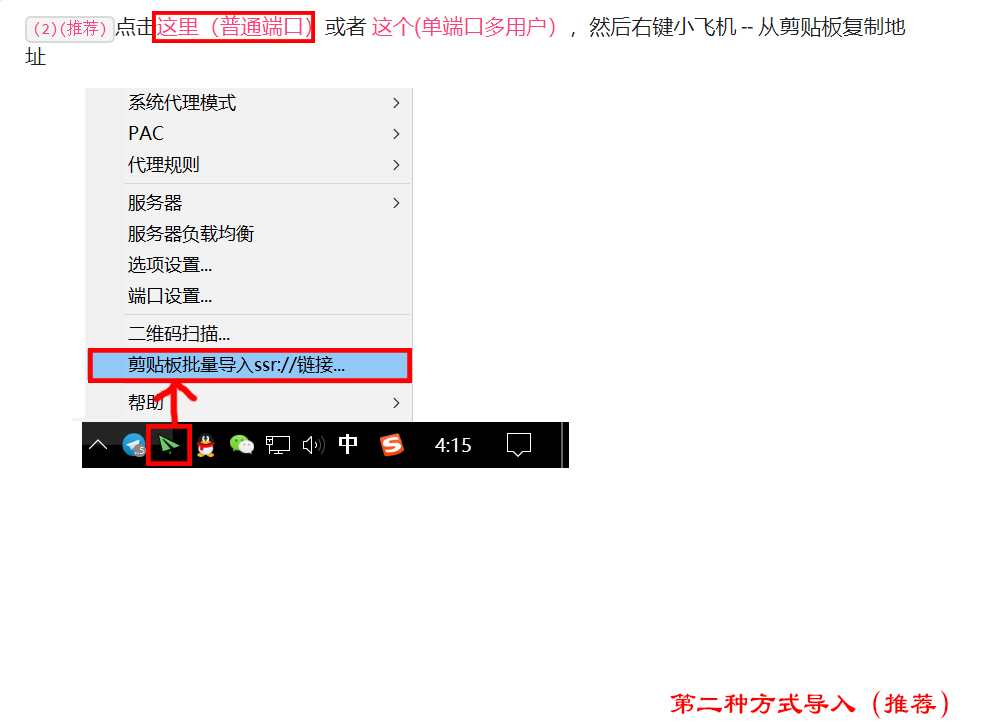 (2)(推荐)点击这里（普通端口）或者 这个(单端口多用户），然后右键小飞机 -- 从剪贴板复制地
址
系统代理模式
PAC
代理规则
服务器
服务器负载均衡
选项设置...
端口设置...
二维码扫描...
剪贴板批量导入ssr://链接...
帮助
中 4:15
第二种方式导入（推荐）